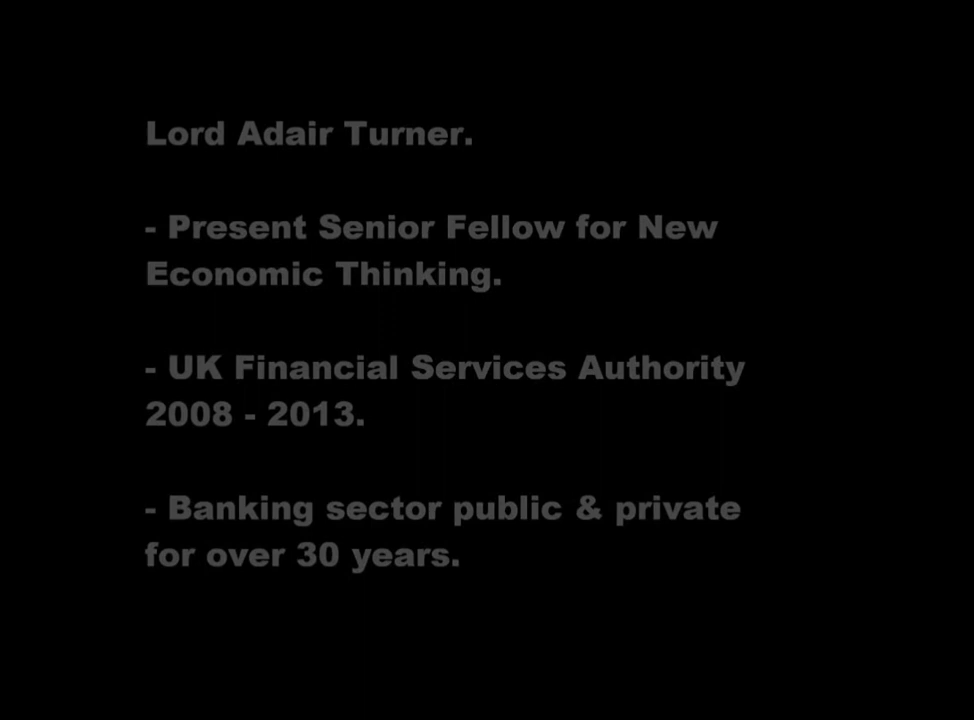 Lord Adair Turner.
- Present Senior Fellow for New
Economic Thinking.
- UK Financial Services Authority
2008 - 2013.
- Banking sector public & private
for over 30 years.